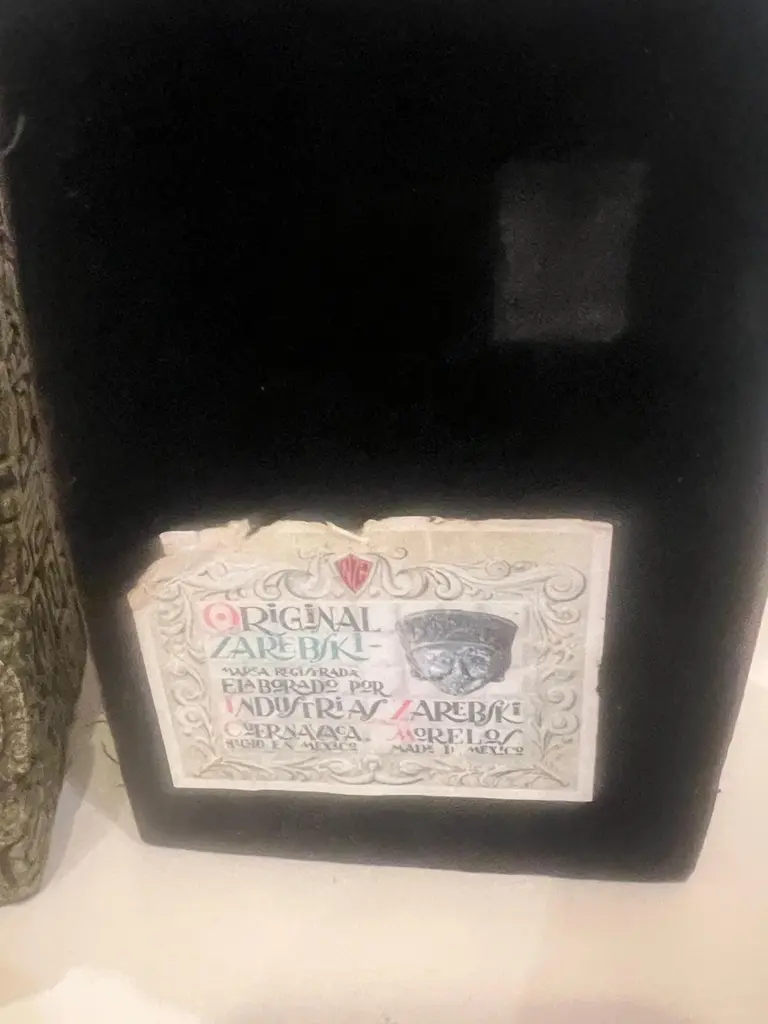 ORIGINAL
ZAREBSKI-
MARCA REGISTRADA
ELABORADO POR
INDUSTRIAS ZAREBSKI
CUERNAVACA. MORELOS
HECHO EN MEXICO MADE IN MEXICO